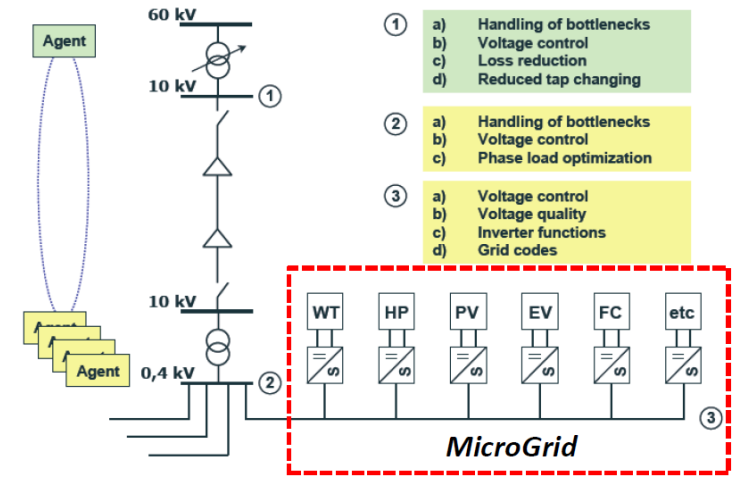 60 kV
Agent
10 kV
1
1
a) Handling of bottlenecks
b) Voltage control
c) Loss reduction
d) Reduced tap changing
2
a) Handling of bottlenecks
b) Voltage control
c) Phase load optimization
3
a) Voltage control
b) Voltage quality
c) Inverter functions
d) Grid codes
10 kV
WT HP PV EV FC etc
S S S S S S
Agent
0,4 kV
2
3
MicroGrid